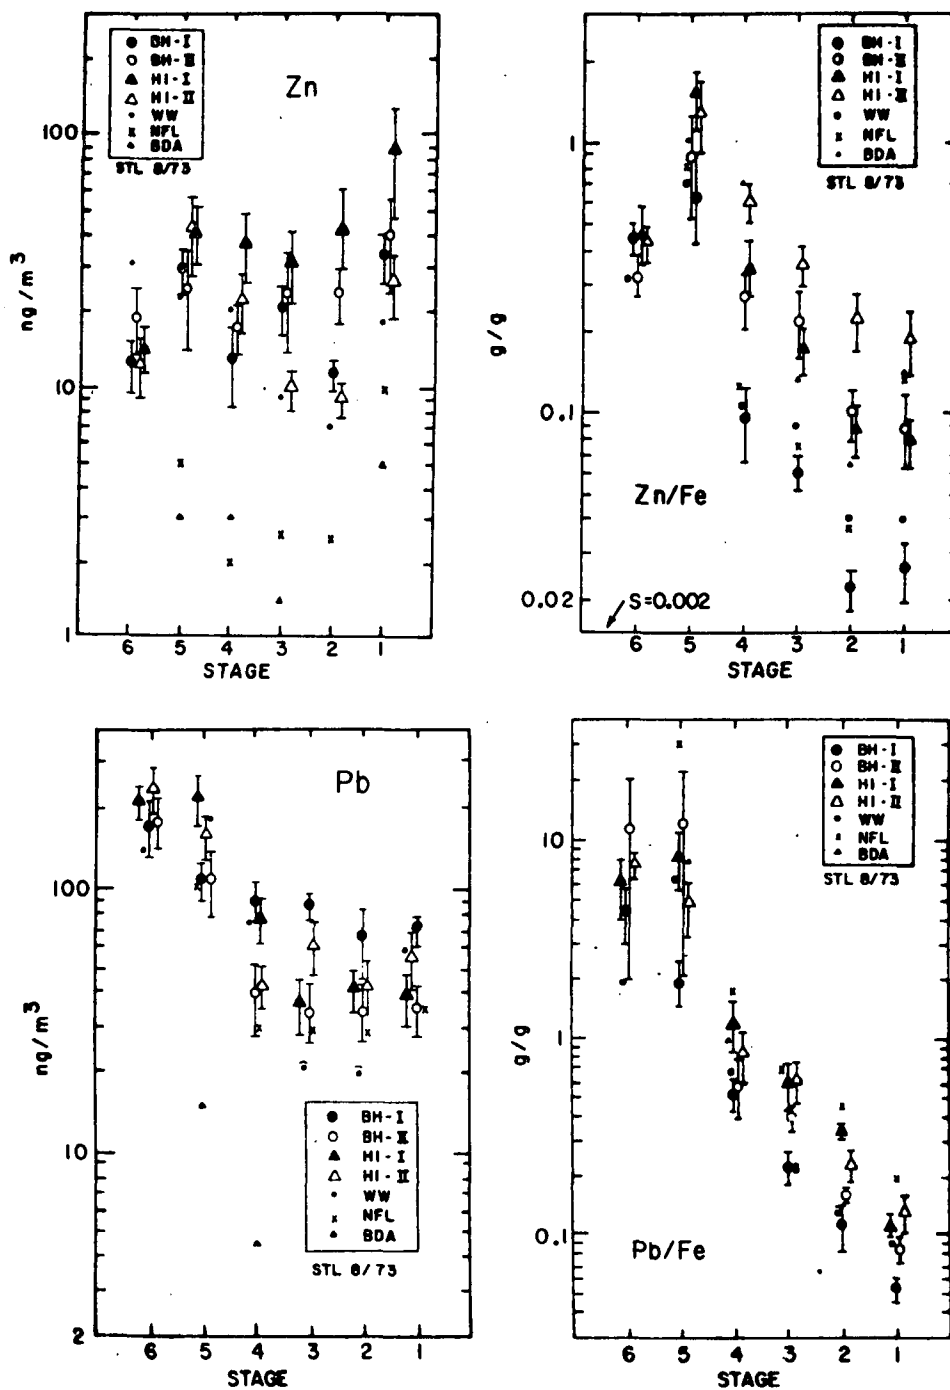 Zn
BH-I
BH-II
HI-I
HI-II
WW
NFL
BDA
STL 8/73
100
10
1
ng/m³
6 5 4 3 2 1
STAGE
BH-I
BH-II
HI-I
HI-II
WW
NFL
BDA
STL 8/73
1
0.1
0.02
g/g
Zn/Fe
S=0.002
6 5 4 3 2 1
STAGE
Pb
100
10
2
ng/m³
BH-I
BH-II
HI-I
HI-II
WW
NFL
BDA
STL 8/73
6 5 4 3 2 1
STAGE
BH-I
BH-II
HI-I
HI-II
WW
NFL
BDA
STL 8/73
10
1
0.1
g/g
Pb/Fe
6 5 4 3 2 1
STAGE